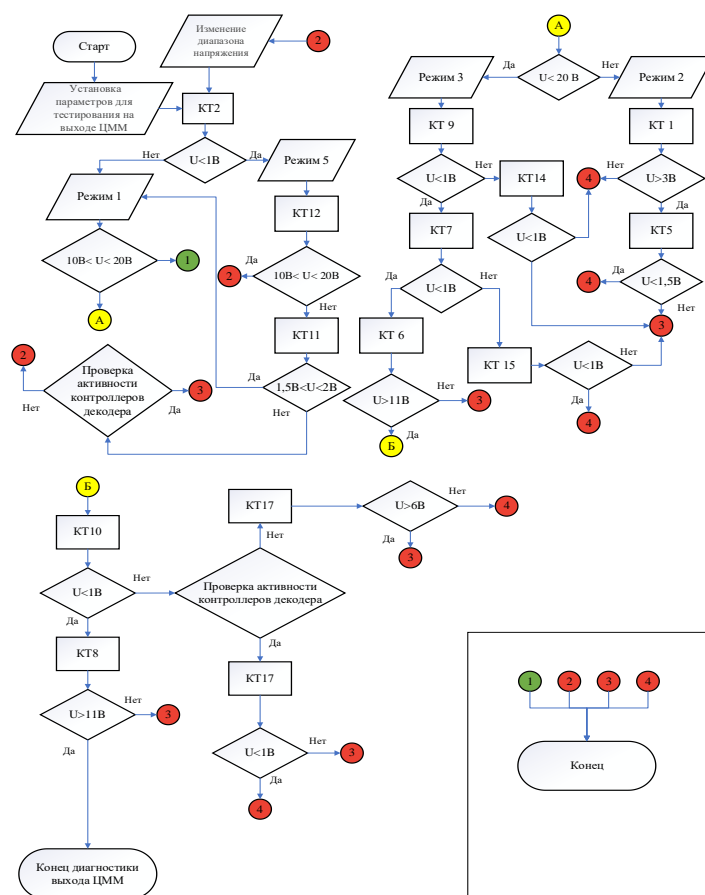 Старт
Изменение
диапазона
напряжения
2
Установка
параметров для
тестирования на
выходе ЦММ
КТ2
U<1В
Нет
Да
Режим 1
Режим 5
10В< U< 20В
1
А
КТ12
10В< U< 20В
Да
2
Нет
КТ11
1,5В<U<2В
Да
Нет
2
Проверка
активности
контроллеров
декодера
Нет
Да
3
А
U< 20 В
Да
Нет
Режим 3
Режим 2
КТ 9
КТ 1
U<1В
Нет
Да
КТ14
4
U>3В
Нет
Да
КТ7
U<1В
КТ5
U<1В
Да
Нет
4
Да
U<1,5В
Нет
3
КТ 6
КТ 15
U<1В
Нет
Да
4
U>11В
Нет
3
Да
Б
Б
КТ10
U<1В
Нет
Да
КТ8
U>11В
Нет
3
Да
Конец диагностики
выхода ЦММ
КТ17
Нет
U>6В
Нет
4
Да
3
Проверка активности
контроллеров декодера
Да
КТ17
U<1В
Нет
3
Да
4
1
2
3
4
Конец